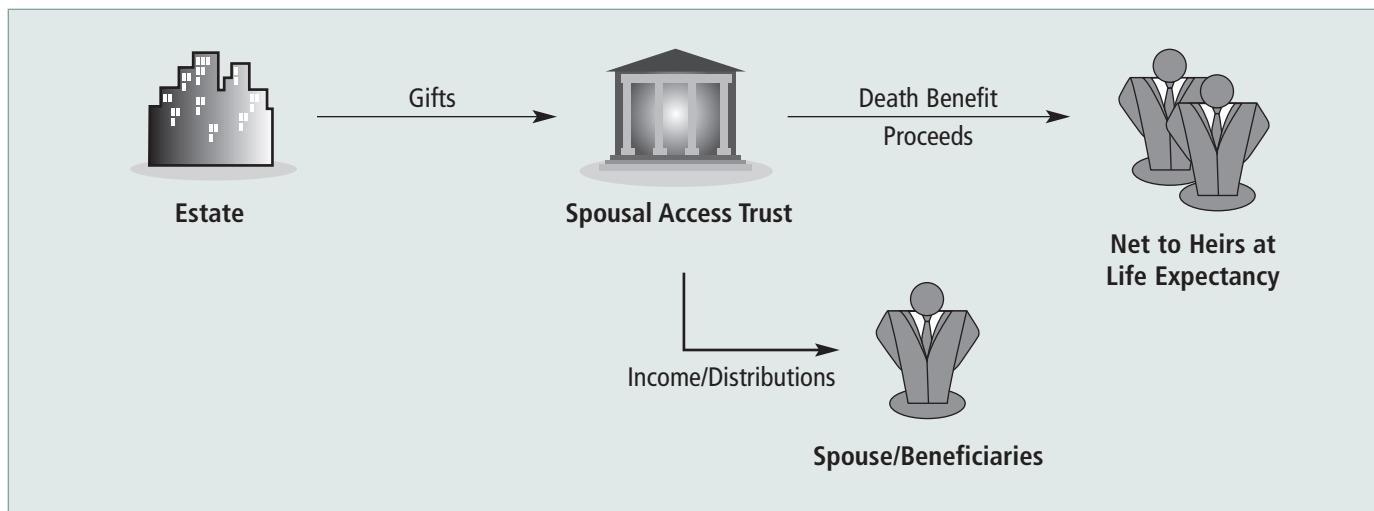 Gifts
Death Benefit
Proceeds
Estate
Spousal Access Trust
Net to Heirs at
Life Expectancy
Income/Distributions
Spouse/Beneficiaries